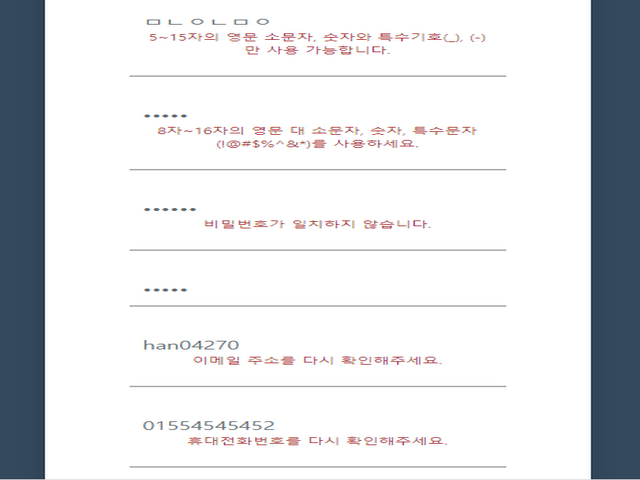 ㅁㄴㅇㄴㅁㅇ
5~15자의 영문 소문자, 숫자와 특수기호(_), (-)
만 사용 가능합니다.
•••••
8자~16자의 영문 대 소문자, 숫자, 특수문자
(!@#$%^&*)를 사용하세요.
••••••
비밀번호가 일치하지 않습니다.
•••••
han04270
이메일 주소를 다시 확인해주세요.
01554545452
휴대전화번호를 다시 확인해주세요.